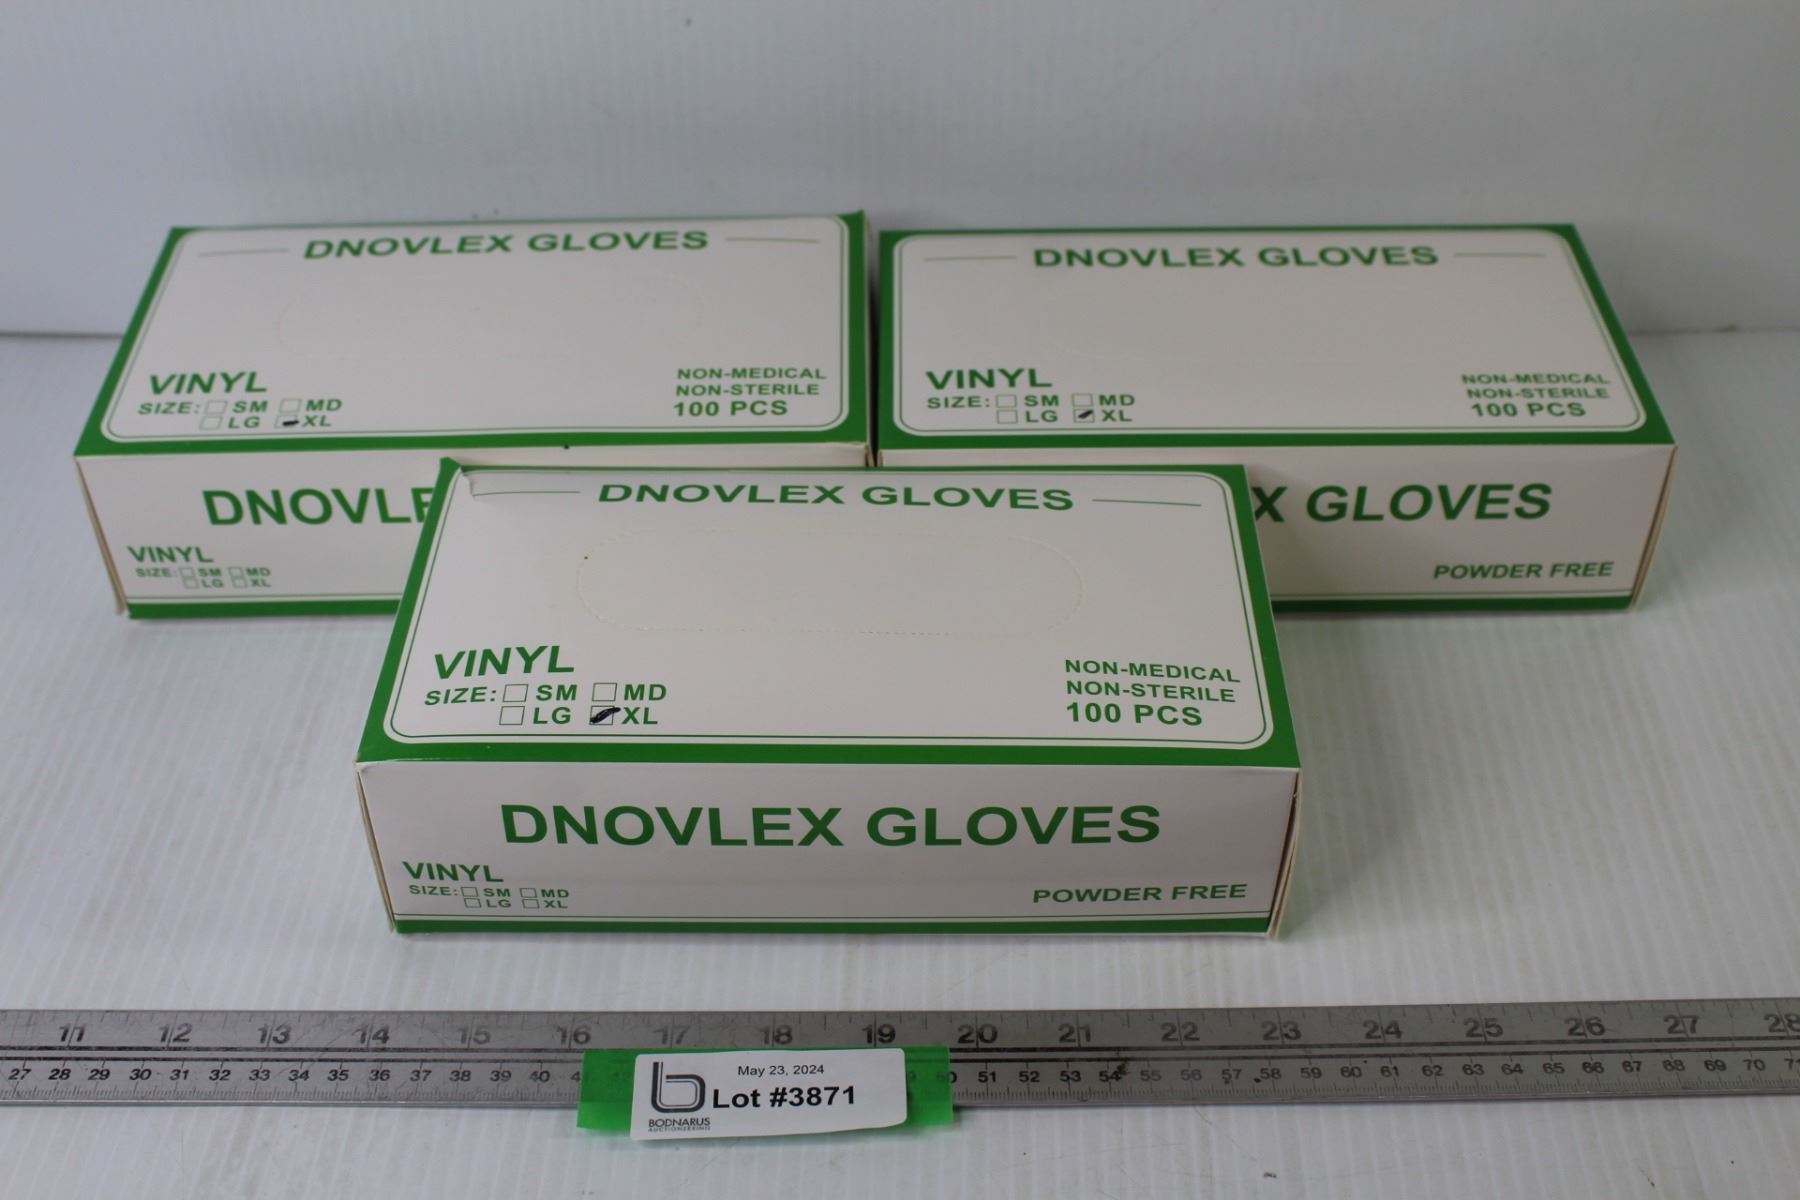 DNOVLEX GLOVES
VINYL
SIZE: SM MD
LG XL
NON-MEDICAL
NON-STERILE
100 PCS
DNOVLE
VINYL
SIZE: SM MD
LG XL
DNOVLEX GLOVES
VINYL
SIZE: SM MD
LG XL
NON-MEDICAL
NON-STERILE
100 PCS
X GLOVES
POWDER FREE
DNOVLEX GLOVES
VINYL
SIZE: SM MD
LG XL
NON-MEDICAL
NON-STERILE
100 PCS
DNOVLEX GLOVES
VINYL
SIZE: SM MD
LG XL
POWDER FREE
11 12 13 14 15 16 17 18 19 20 21 22 23 24 25 26 27 28
27 28 29 30 31 32 33 34 35 36 37 38 39 40 51 52 53 54 55 56 57 58 59 60 61 62 63 64 65 66 67 68 69 70
May 23, 2024
Lot #3871
BODNARUS
AUCTIONEERING